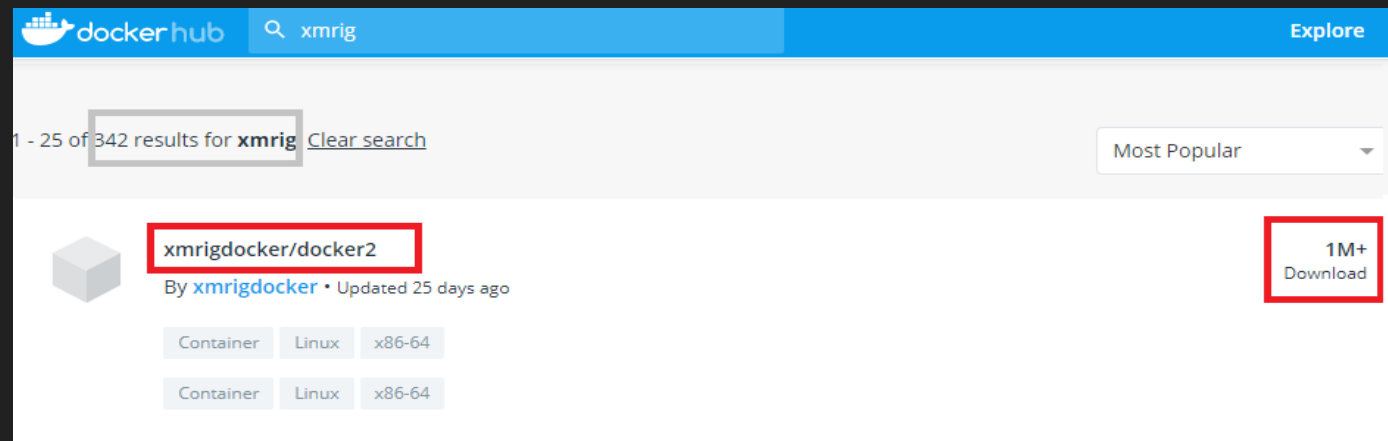 dockerhub xmrig Explore
1 - 25 of 342 results for xmrig Clear search
Most Popular
xmrigdocker/docker2 1M+
By xmrigdocker • Updated 25 days ago Download
Container Linux x86-64
Container Linux x86-64